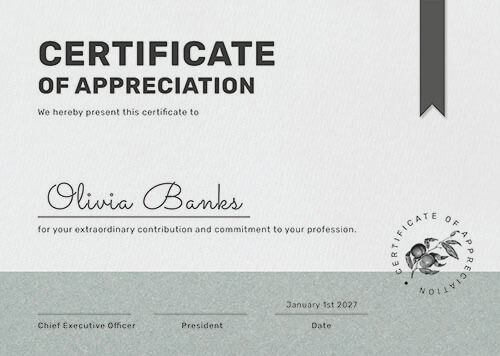 CERTIFICATE
OF APPRECIATION
We hereby present this certificate to
Olivia Banks
for your extraordinary contribution and commitment to your profession.
CERTIFICATE OF APPRECIATION
January 1st 2027
Chief Executive Officer
President
Date